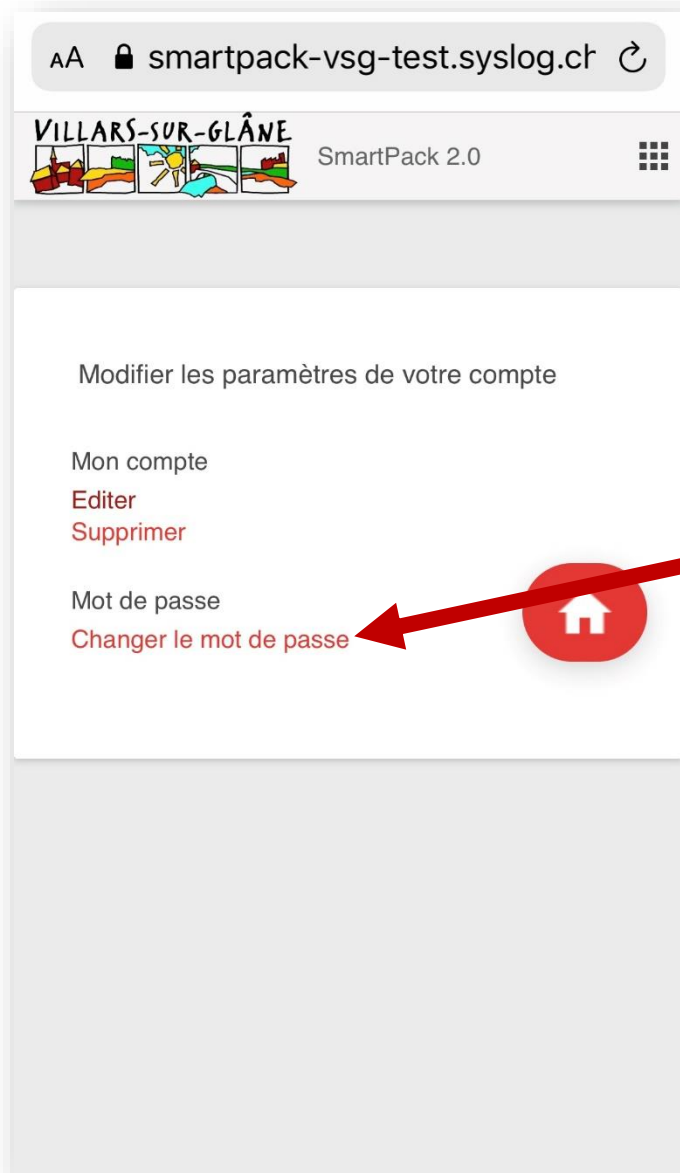 AA smartpack-vsg-test.syslog.ch
VILLARS-SUR-GLÂNE
SmartPack 2.0
Modifier les paramètres de votre compte
Mon compte
Editer
Supprimer
Mot de passe
Changer le mot de passe